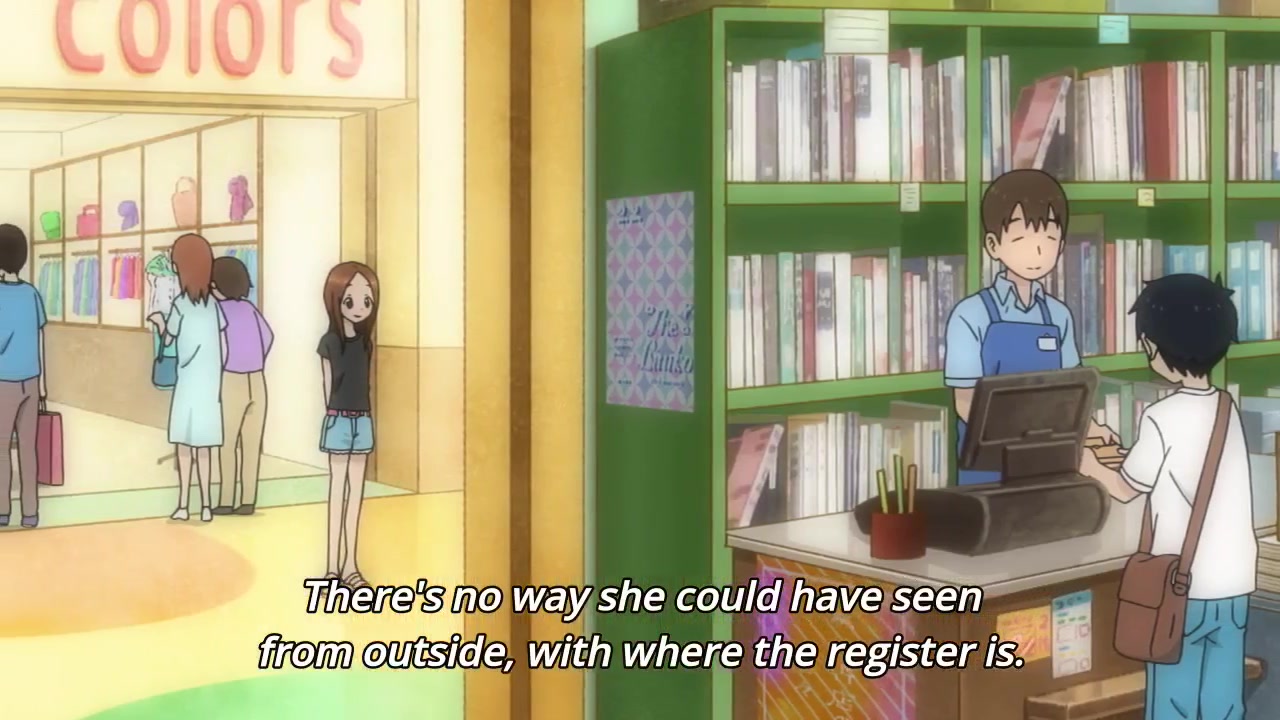 colors
There's no way she could have seen
from outside, with where the register is.